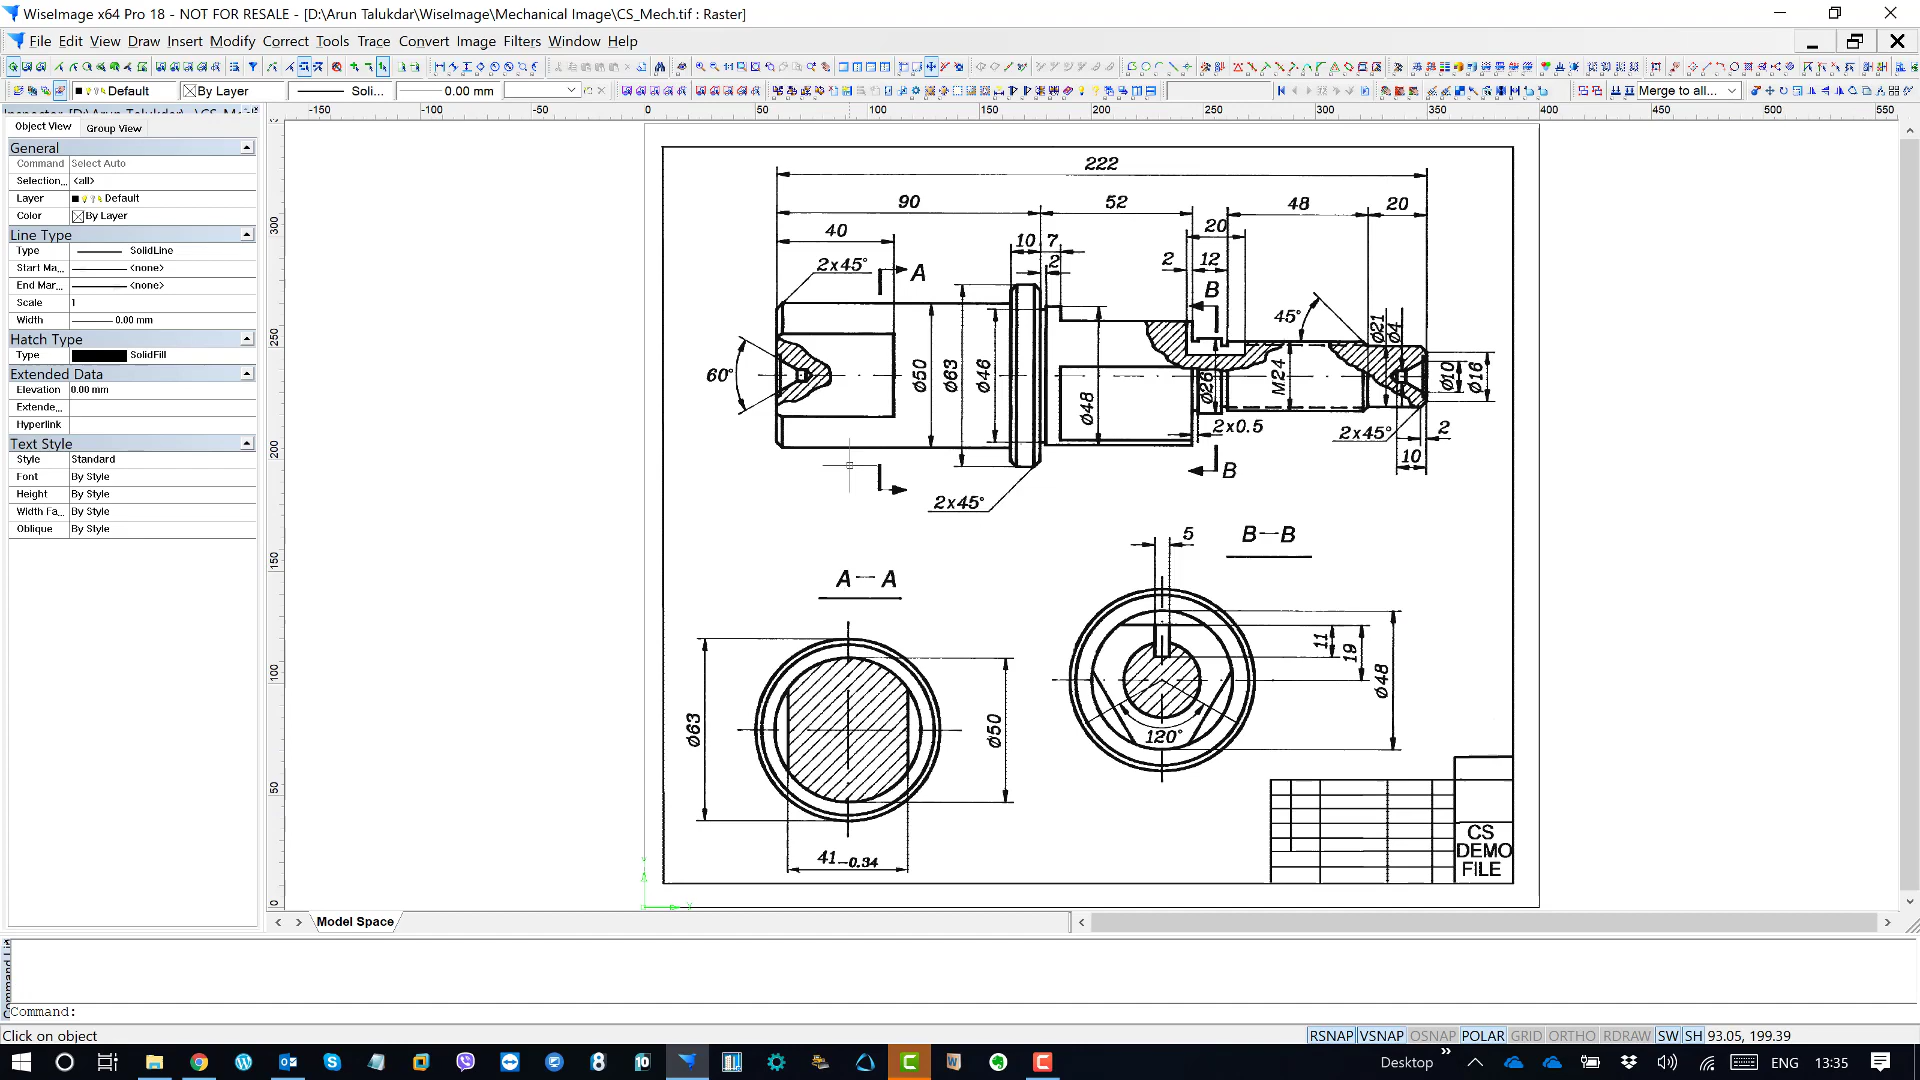 WiseImage x64 Pro 18 - NOT FOR RESALE - [D:\Arun Talukdar\WiseImage\Mechanical Image\CS_Mech.tif : Raster]
File Edit View Draw Insert Modify Correct Tools Trace Convert Image Filters Window Help
Default By Layer Soli... 0.00 mm Merge to all...
-150 -100 -50 0 50 100 150 200 250 300 350 400 450 500 550
Object View Group View
General
Command Select Auto
Selection... <all>
Layer Default
Color By Layer
Line Type
Type SolidLine
Start Ma... <none>
End Mar... <none>
Scale 1
Width 0.00 mm
Hatch Type
Type SolidFill
Extended Data
Elevation 0.00 mm
Extende...
Hyperlink
Text Style
Style Standard
Font By Style
Height By Style
Width Fa... By Style
Oblique By Style
300
250
200
150
100
50
0
222
90 52 48 20
40 10 7 20
2x45° A 2 2 12
B
45° Ø21 Ø4
60° Ø50 Ø63 Ø46 Ø48 Ø26 M24 Ø10 Ø16
2x0.5 2x45° 2
10
B
2x45°
5 B—B
A—A
11 19 Ø48
120°
Ø63 Ø50
41-0.34
CS
DEMO
FILE
Model Space
Command:
Click on object RSNAP VSNAP OSNAP POLAR GRID ORTHO RDRAW SW SH 93.05, 199.39
Desktop ENG 13:35